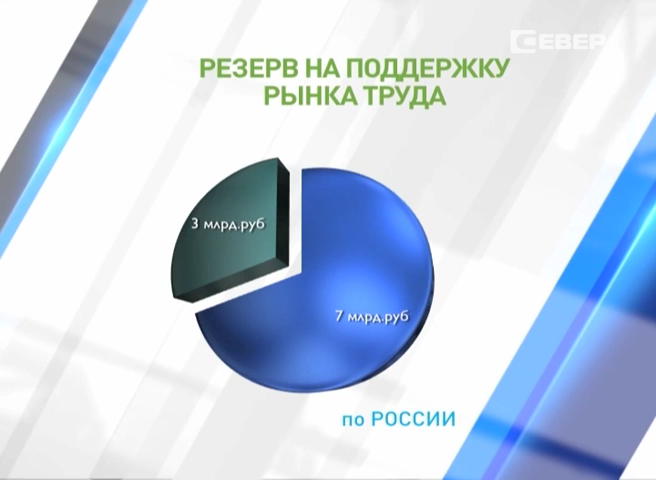 СЕВЕР
РЕЗЕРВ НА ПОДДЕРЖКУ
РЫНКА ТРУДА
3 млрд.руб
7 млрд.руб
по РОССИИ